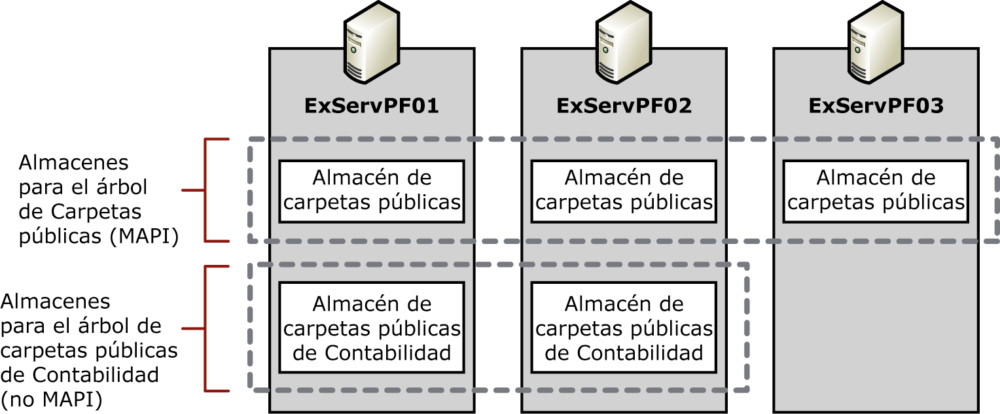 ExServPF01
ExServPF02
ExServPF03
Almacenes
para el árbol
de Carpetas
públicas (MAPI)
Almacén de
carpetas públicas
Almacén de
carpetas públicas
Almacén de
carpetas públicas
Almacenes
para el árbol de
carpetas públicas
de Contabilidad
(no MAPI)
Almacén de
carpetas públicas
de Contabilidad
Almacén de
carpetas públicas
de Contabilidad